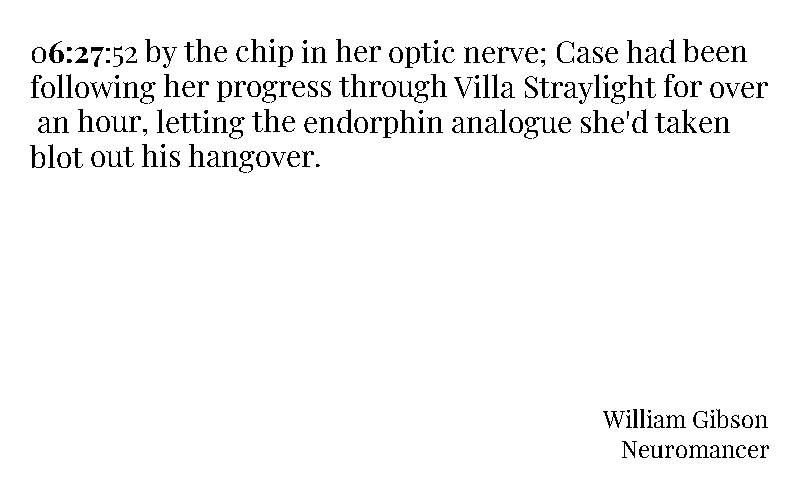 06:27:52 by the chip in her optic nerve; Case had been
following her progress through Villa Straylight for over
an hour, letting the endorphin analogue she'd taken
blot out his hangover.
William Gibson
Neuromancer